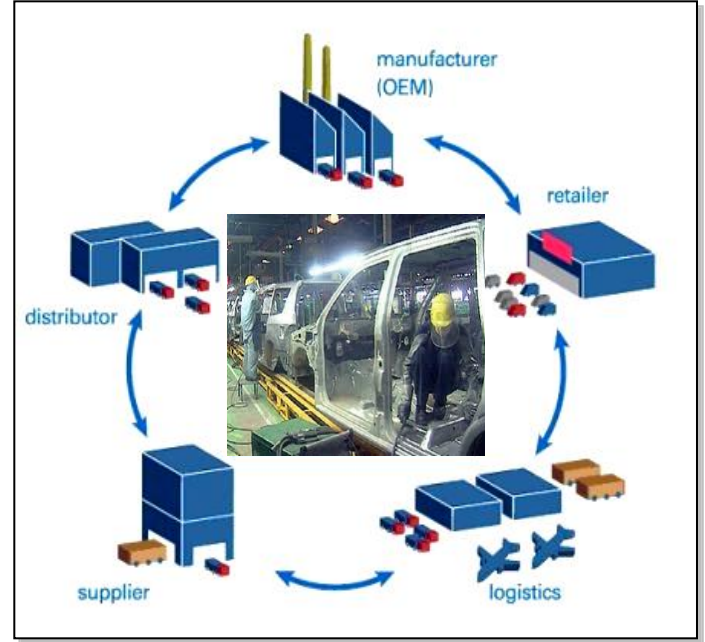 manufacturer
(OEM)
retailer
distributor
supplier
logistics